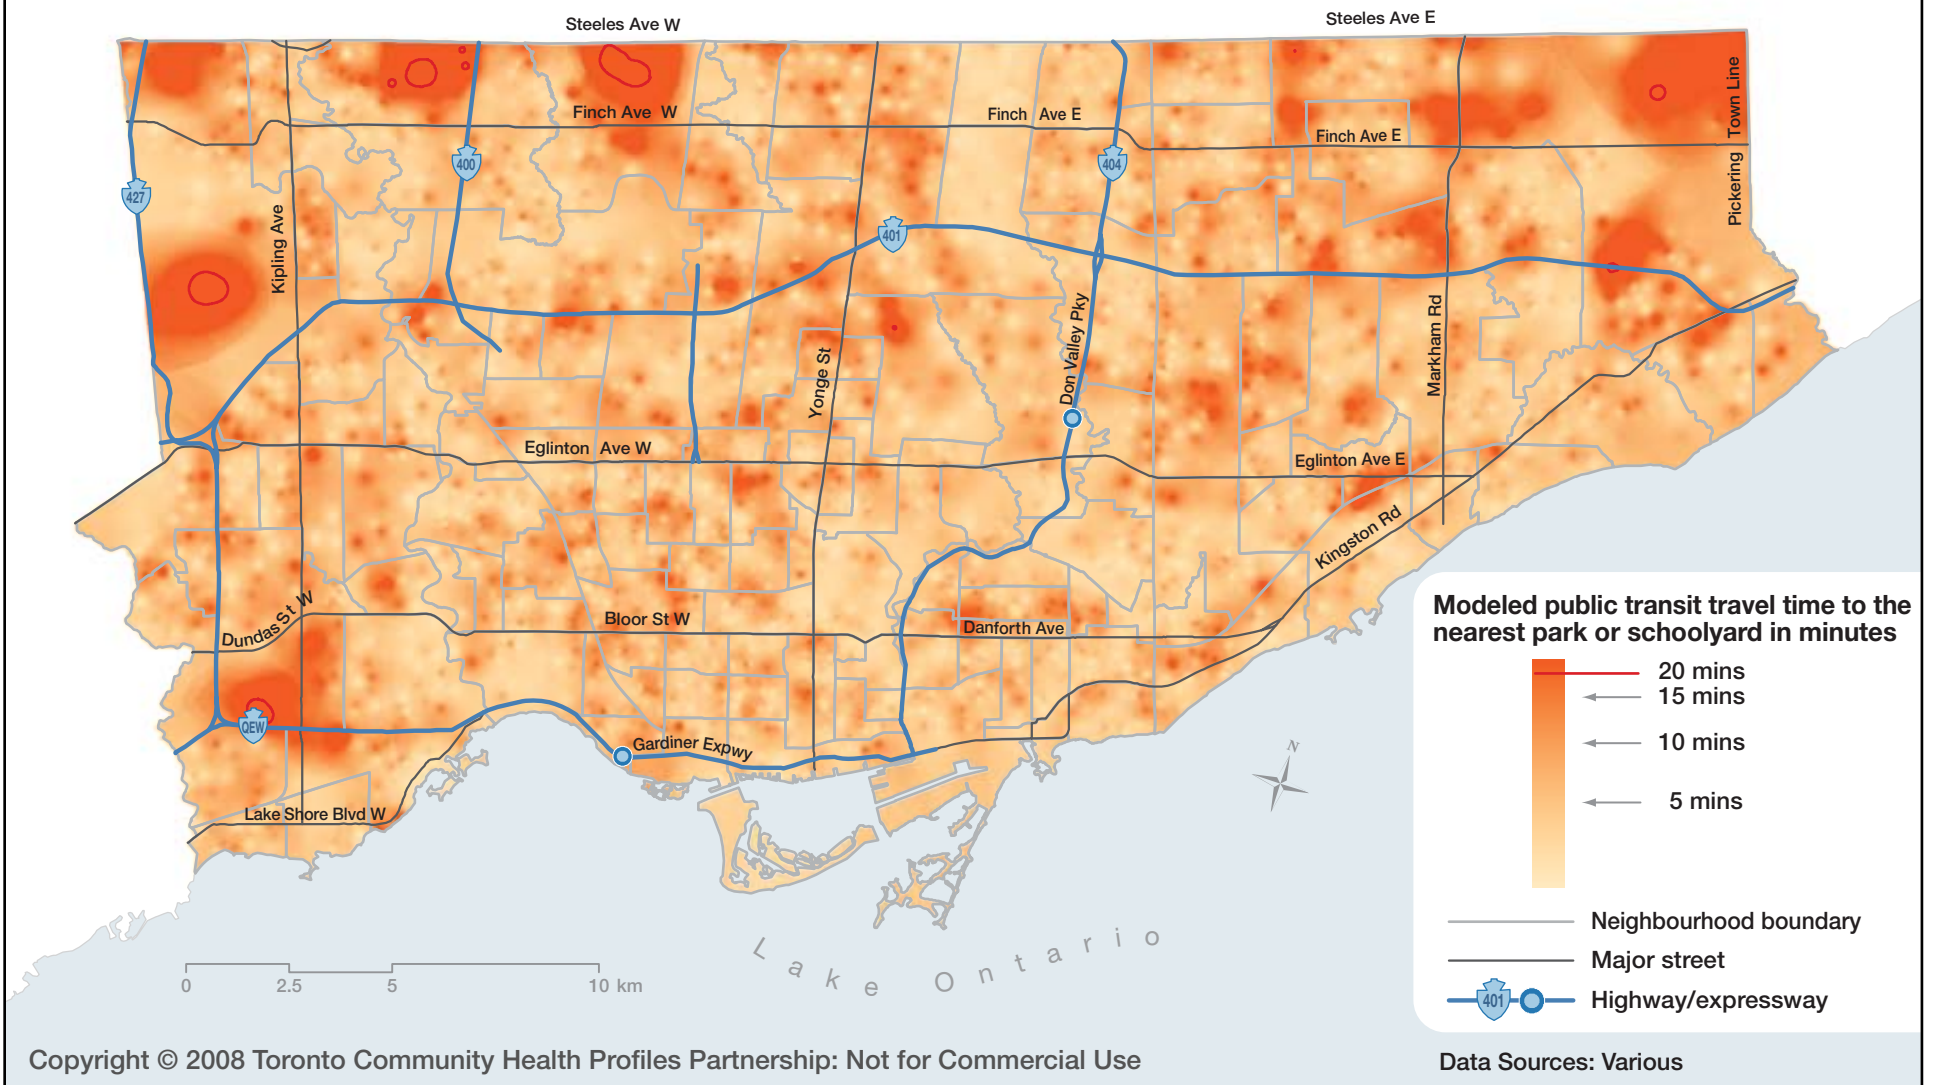 Steeles Ave W
Steeles Ave E
Finch Ave W
Finch Ave E
Finch Ave E
Pickering Town Line
400
404
427
401
Kipling Ave
Yonge St
Don Valley Pky
Markham Rd
Eglinton Ave W
Eglinton Ave E
Kingston Rd
Dundas St W
Bloor St W
Danforth Ave
QEW
Gardiner Expwy
Lake Shore Blvd W
N
Lake Ontario
0 2.5 5 10 km
Modeled public transit travel time to the
nearest park or schoolyard in minutes
20 mins
15 mins
10 mins
5 mins
Neighbourhood boundary
Major street
401 Highway/expressway
Copyright © 2008 Toronto Community Health Profiles Partnership: Not for Commercial Use
Data Sources: Various